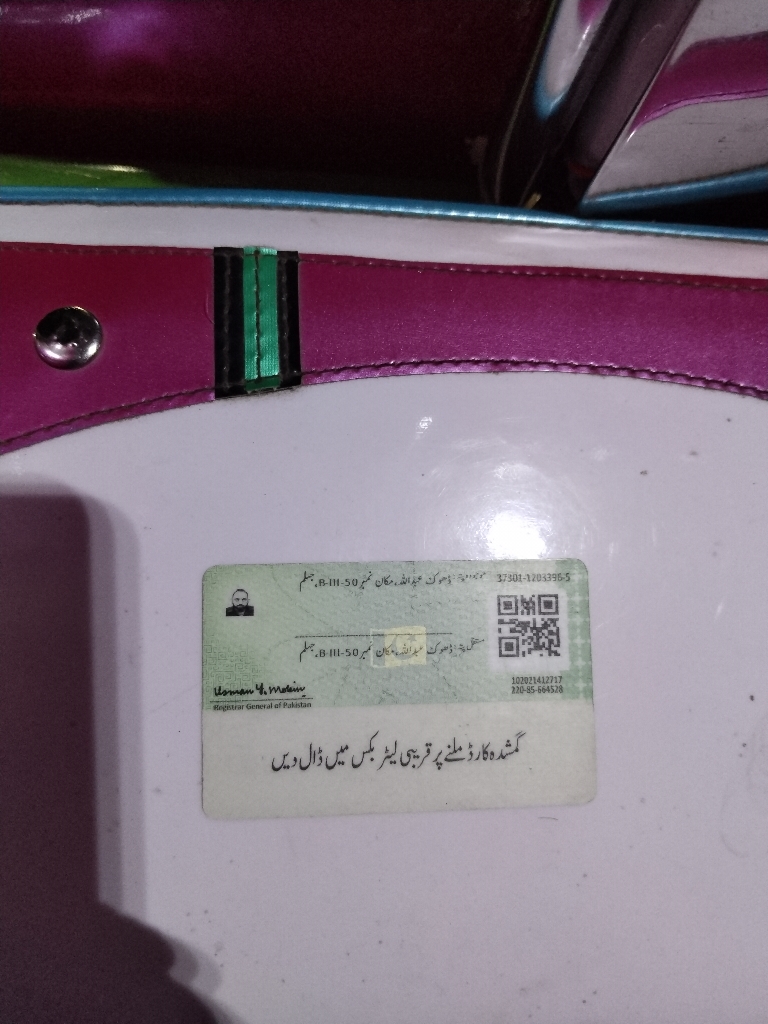 37301-1203396-5
موجودہ پتہ: ڈھوک عبداللہ، مکان نمبر B-III-50، جہلم
مستقل پتہ: ڈھوک عبداللہ، مکان نمبر B-III-50، جہلم
102021412717
220-85-664528
Usman Y. Mobin
Registrar General of Pakistan
گمشدہ کارڈ ملنے پر قریبی لیٹر بکس میں ڈال دیں